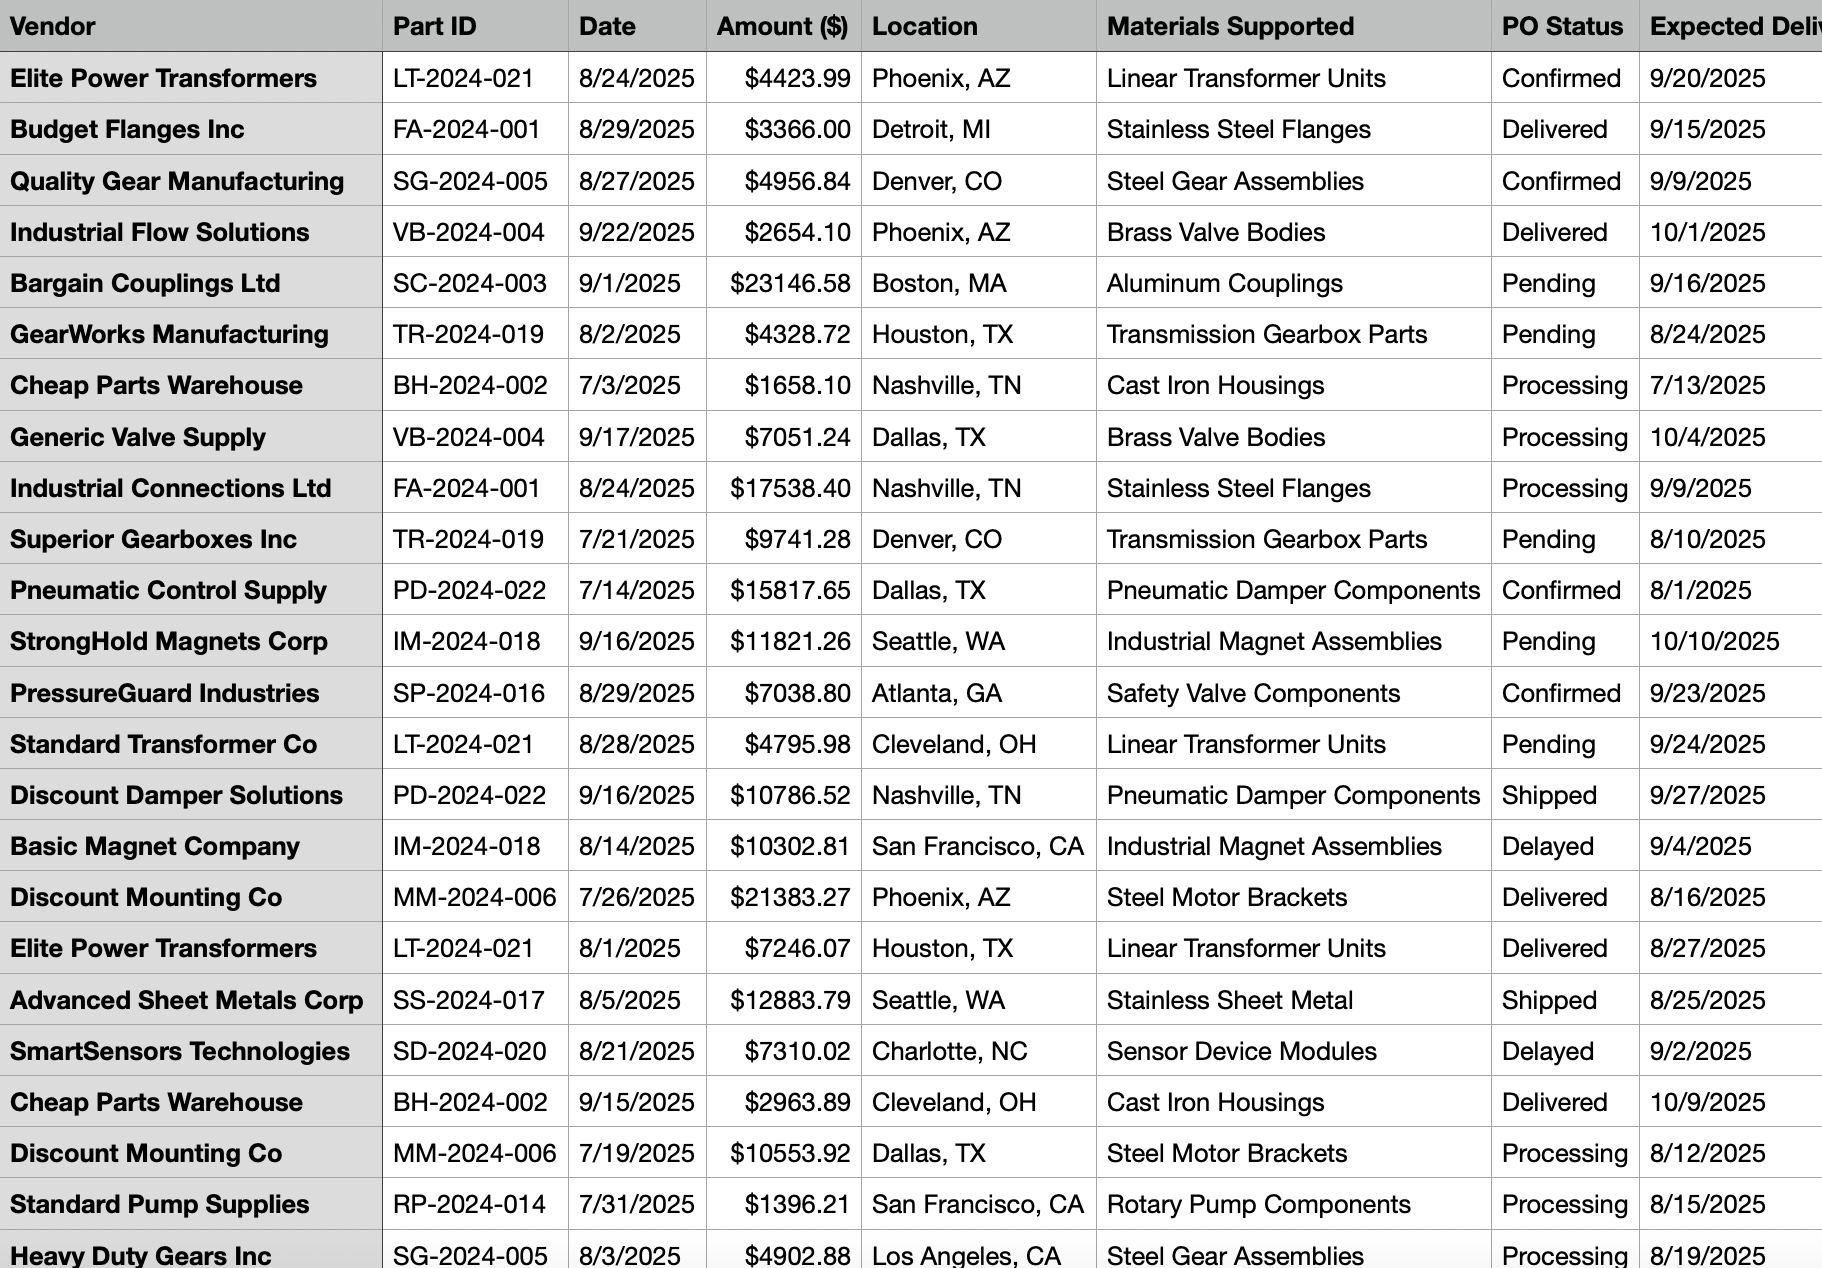 Vendor Part ID Date Amount ($) Location Materials Supported PO Status Expected Deliv
Elite Power Transformers LT-2024-021 8/24/2025 $4423.99 Phoenix, AZ Linear Transformer Units Confirmed 9/20/2025
Budget Flanges Inc FA-2024-001 8/29/2025 $3366.00 Detroit, MI Stainless Steel Flanges Delivered 9/15/2025
Quality Gear Manufacturing SG-2024-005 8/27/2025 $4956.84 Denver, CO Steel Gear Assemblies Confirmed 9/9/2025
Industrial Flow Solutions VB-2024-004 9/22/2025 $2654.10 Phoenix, AZ Brass Valve Bodies Delivered 10/1/2025
Bargain Couplings Ltd SC-2024-003 9/1/2025 $23146.58 Boston, MA Aluminum Couplings Pending 9/16/2025
GearWorks Manufacturing TR-2024-019 8/2/2025 $4328.72 Houston, TX Transmission Gearbox Parts Pending 8/24/2025
Cheap Parts Warehouse BH-2024-002 7/3/2025 $1658.10 Nashville, TN Cast Iron Housings Processing 7/13/2025
Generic Valve Supply VB-2024-004 9/17/2025 $7051.24 Dallas, TX Brass Valve Bodies Processing 10/4/2025
Industrial Connections Ltd FA-2024-001 8/24/2025 $17538.40 Nashville, TN Stainless Steel Flanges Processing 9/9/2025
Superior Gearboxes Inc TR-2024-019 7/21/2025 $9741.28 Denver, CO Transmission Gearbox Parts Pending 8/10/2025
Pneumatic Control Supply PD-2024-022 7/14/2025 $15817.65 Dallas, TX Pneumatic Damper Components Confirmed 8/1/2025
StrongHold Magnets Corp IM-2024-018 9/16/2025 $11821.26 Seattle, WA Industrial Magnet Assemblies Pending 10/10/2025
PressureGuard Industries SP-2024-016 8/29/2025 $7038.80 Atlanta, GA Safety Valve Components Confirmed 9/23/2025
Standard Transformer Co LT-2024-021 8/28/2025 $4795.98 Cleveland, OH Linear Transformer Units Pending 9/24/2025
Discount Damper Solutions PD-2024-022 9/16/2025 $10786.52 Nashville, TN Pneumatic Damper Components Shipped 9/27/2025
Basic Magnet Company IM-2024-018 8/14/2025 $10302.81 San Francisco, CA Industrial Magnet Assemblies Delayed 9/4/2025
Discount Mounting Co MM-2024-006 7/26/2025 $21383.27 Phoenix, AZ Steel Motor Brackets Delivered 8/16/2025
Elite Power Transformers LT-2024-021 8/1/2025 $7246.07 Houston, TX Linear Transformer Units Delivered 8/27/2025
Advanced Sheet Metals Corp SS-2024-017 8/5/2025 $12883.79 Seattle, WA Stainless Sheet Metal Shipped 8/25/2025
SmartSensors Technologies SD-2024-020 8/21/2025 $7310.02 Charlotte, NC Sensor Device Modules Delayed 9/2/2025
Cheap Parts Warehouse BH-2024-002 9/15/2025 $2963.89 Cleveland, OH Cast Iron Housings Delivered 10/9/2025
Discount Mounting Co MM-2024-006 7/19/2025 $10553.92 Dallas, TX Steel Motor Brackets Processing 8/12/2025
Standard Pump Supplies RP-2024-014 7/31/2025 $1396.21 San Francisco, CA Rotary Pump Components Processing 8/15/2025
Heavy Duty Gears Inc SG-2024-005 8/3/2025 $4902.88 Los Angeles, CA Steel Gear Assemblies Processing 8/19/2025